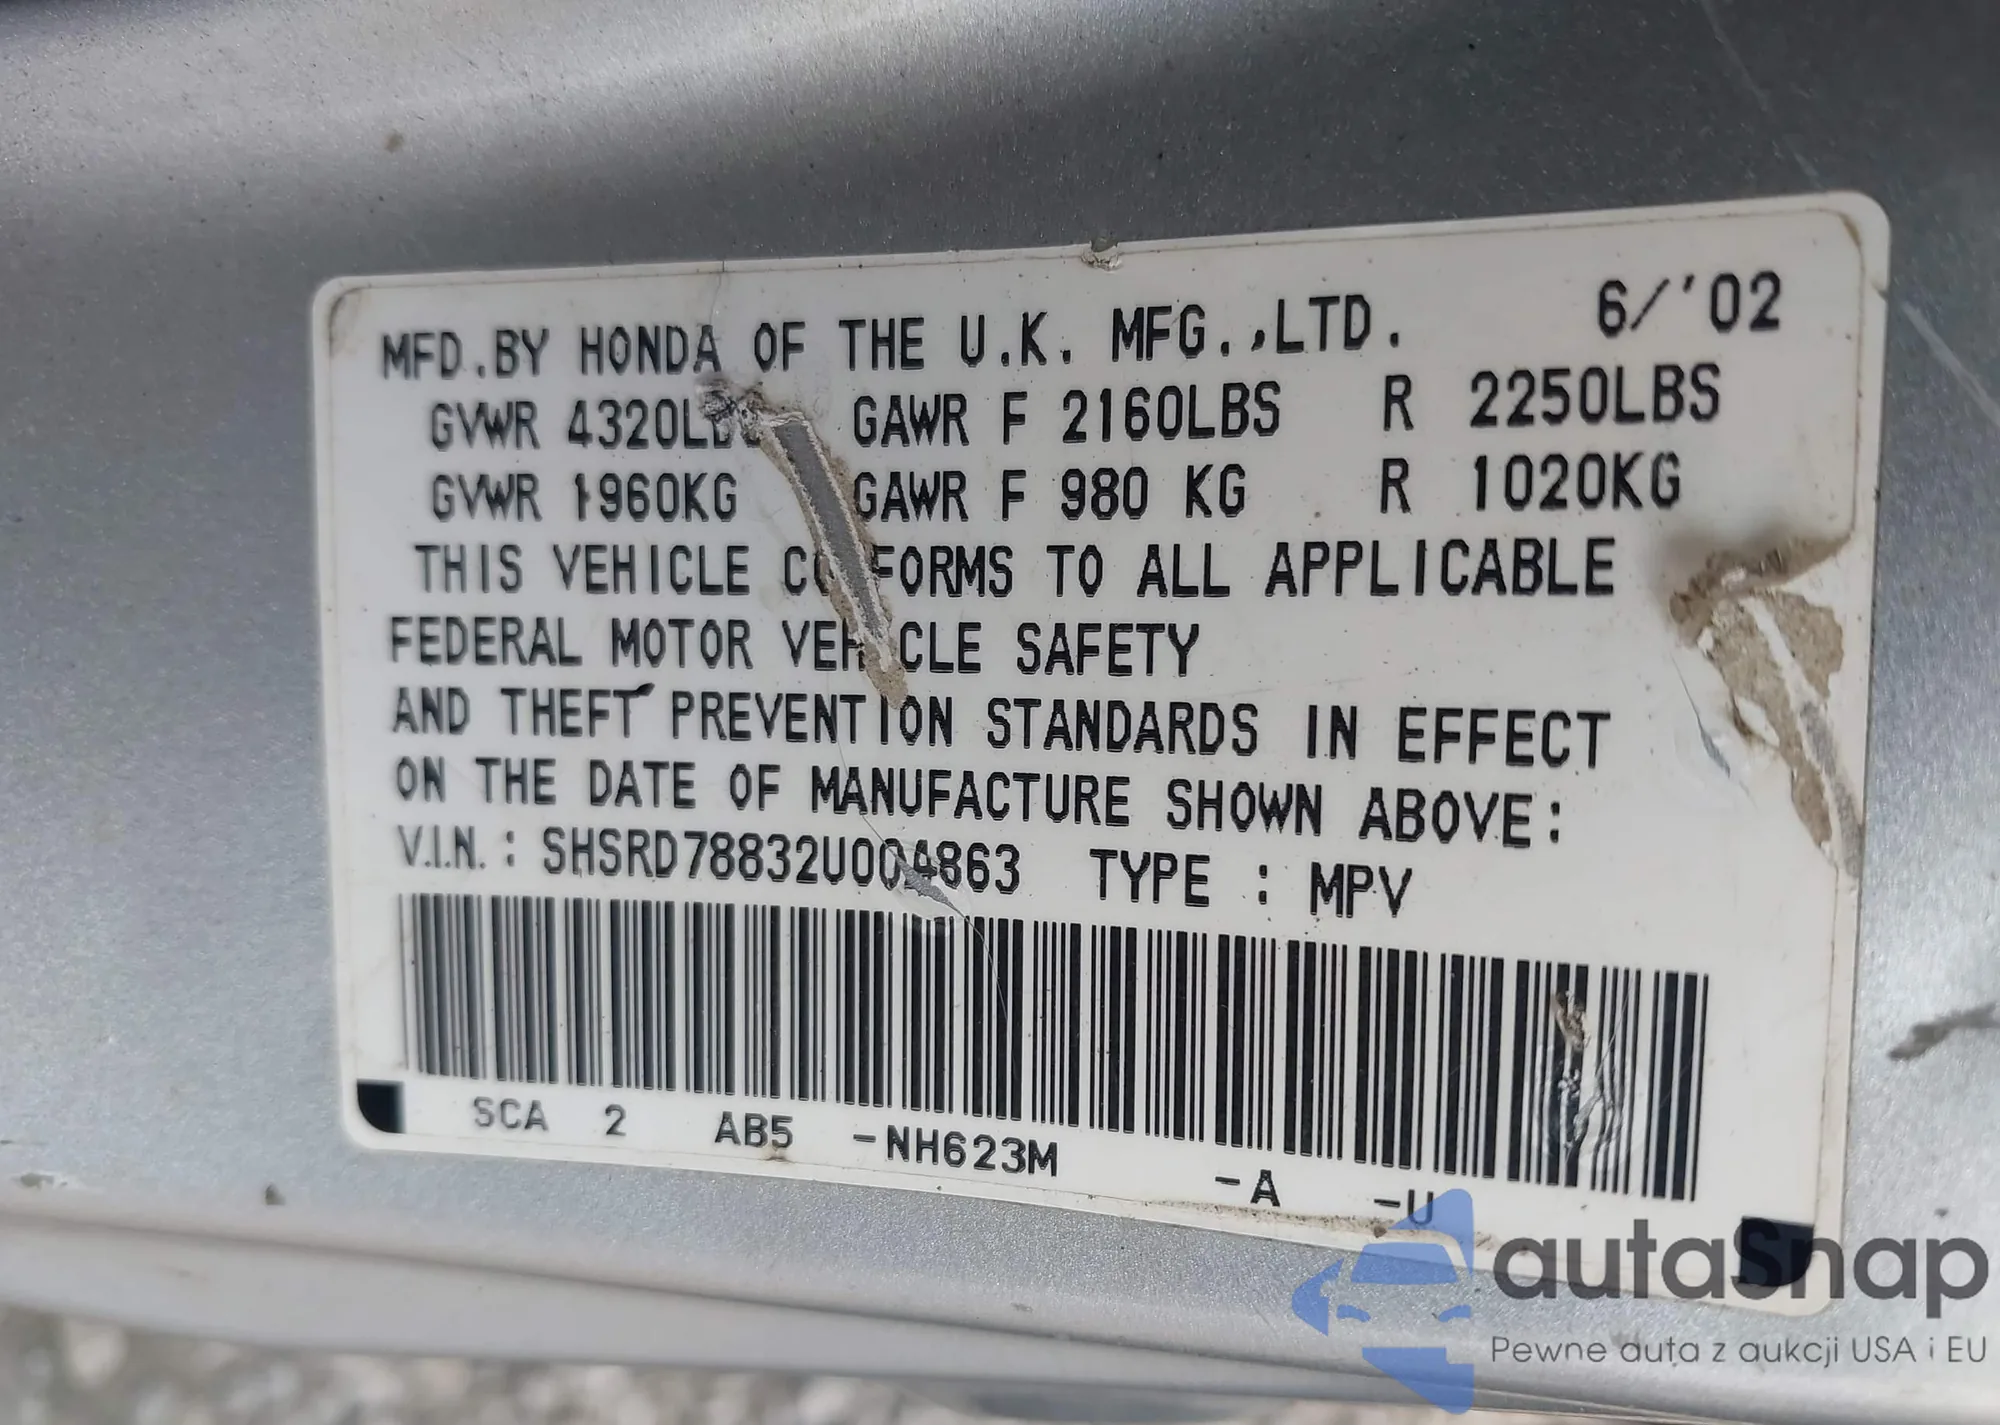 MFD.BY HONDA OF THE U.K. MFG.,LTD. 6/'02
GVWR 4320LBS GAWR F 2160LBS R 2250LBS
GVWR 1960KG GAWR F 980 KG R 1020KG
THIS VEHICLE CONFORMS TO ALL APPLICABLE
FEDERAL MOTOR VEHICLE SAFETY
AND THEFT PREVENTION STANDARDS IN EFFECT
ON THE DATE OF MANUFACTURE SHOWN ABOVE:
V.I.N.: SHSRD78832U004863 TYPE : MPV
SCA 2 AB5 -NH623M -A -U
autasnap
Pewne auta z aukcji USA i EU